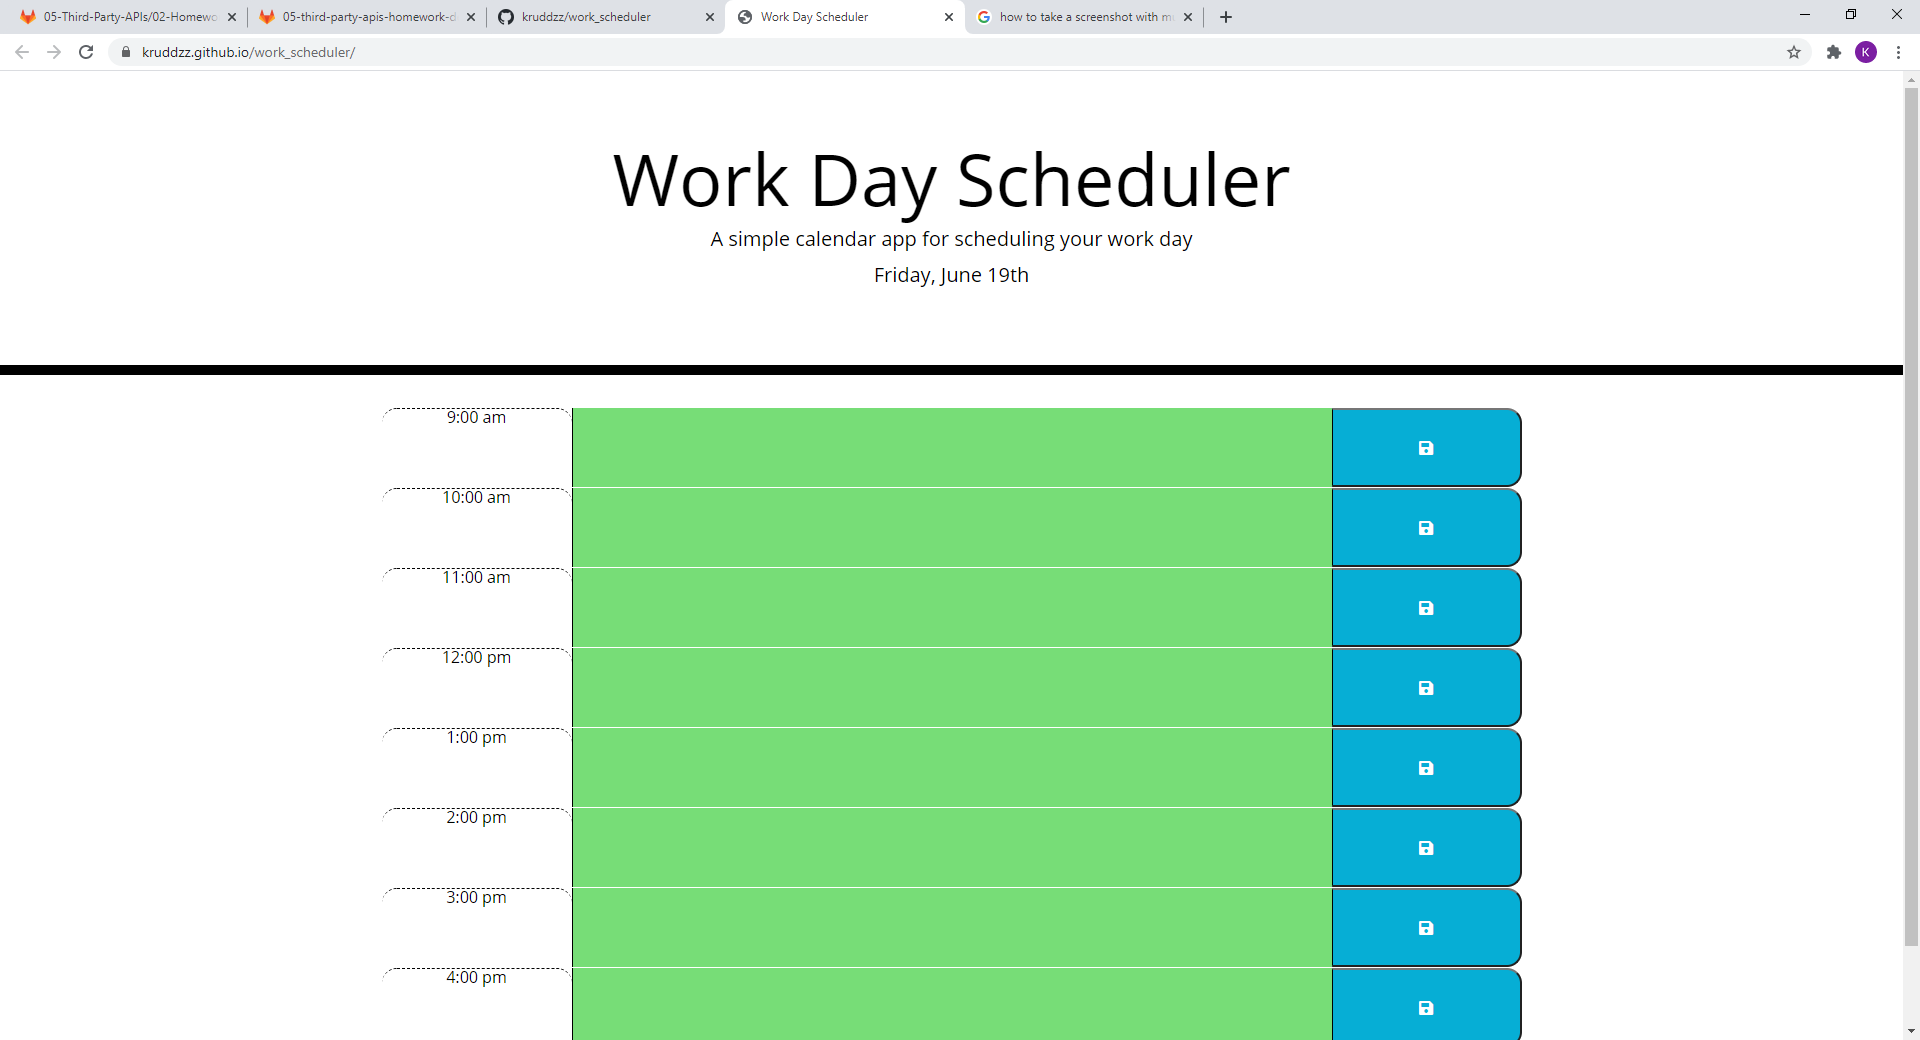 05-Third-Party-APIs/02-Homewo
05-third-party-apis-homework-d
kruddzz/work_scheduler
Work Day Scheduler
how to take a screenshot with m
kruddzz.github.io/work_scheduler/
K
Work Day Scheduler
A simple calendar app for scheduling your work day
Friday, June 19th
9:00 am
10:00 am
11:00 am
12:00 pm
1:00 pm
2:00 pm
3:00 pm
4:00 pm